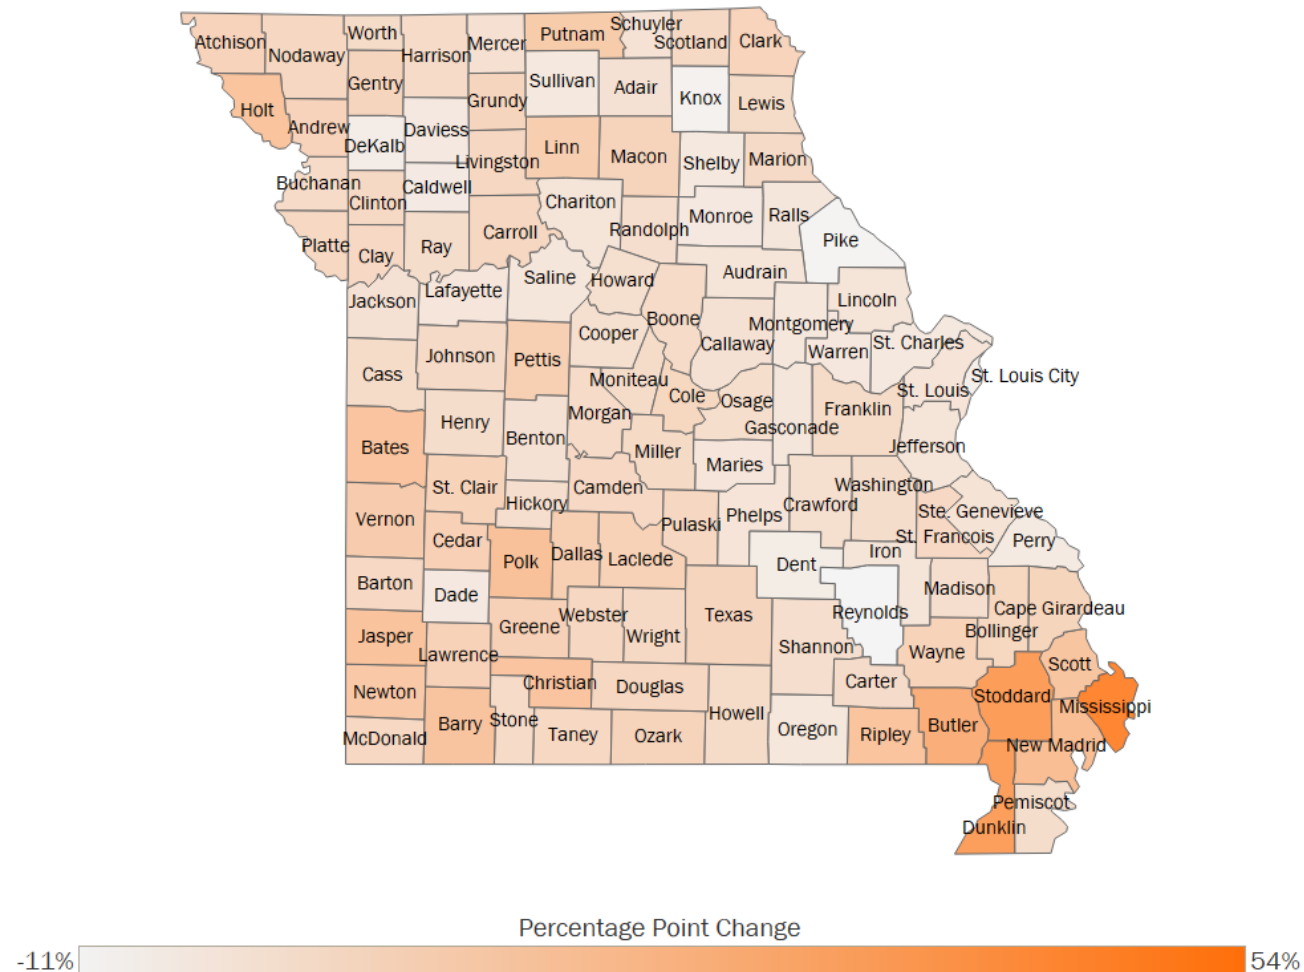 Atchison
Nodaway
Worth
Harrison
Mercer
Putnam
Schuyler
Scotland
Clark
Gentry
Sullivan
Adair
Knox
Lewis
Holt
Grundy
Andrew
DeKalb
Daviess
Livingston
Linn
Macon
Shelby
Marion
Buchanan
Clinton
Caldwell
Chariton
Randolph
Monroe
Ralls
Pike
Platte
Clay
Ray
Carroll
Audrain
Jackson
Lafayette
Saline
Howard
Boone
Lincoln
Callaway
Montgomery
Warren
St. Charles
Cooper
Johnson
Pettis
Cass
Moniteau
Cole
Osage
St. Louis
St. Louis City
Morgan
Gasconade
Franklin
Henry
Benton
Bates
Miller
Maries
Jefferson
St. Clair
Hickory
Camden
Pulaski
Phelps
Crawford
Washington
Ste. Genevieve
St. Francois
Perry
Vernon
Cedar
Polk
Dallas
Laclede
Dent
Iron
Barton
Dade
Reynolds
Madison
Cape Girardeau
Bollinger
Jasper
Lawrence
Greene
Webster
Wright
Texas
Shannon
Wayne
Scott
Newton
Christian
Douglas
Carter
Stoddard
Mississippi
McDonald
Barry
Stone
Taney
Ozark
Howell
Oregon
Ripley
Butler
New Madrid
Pemiscot
Dunklin
Percentage Point Change
-11%
54%